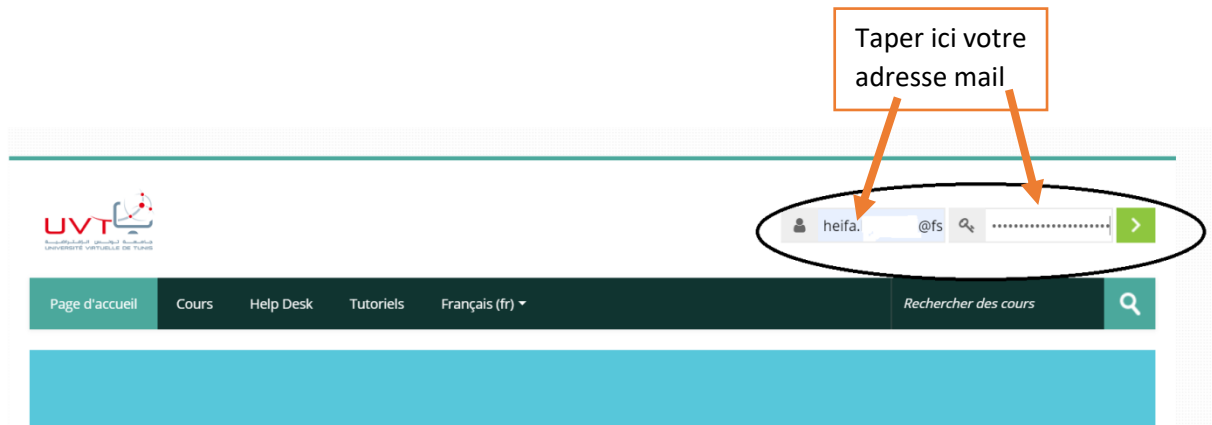 Taper ici votre
adresse mail
UVT
UNIVERSITÉ VIRTUELLE DE TUNIS
heifa. @fs ••••••••••••••••••••••
Page d'accueil Cours Help Desk Tutoriels Français (fr) Rechercher des cours